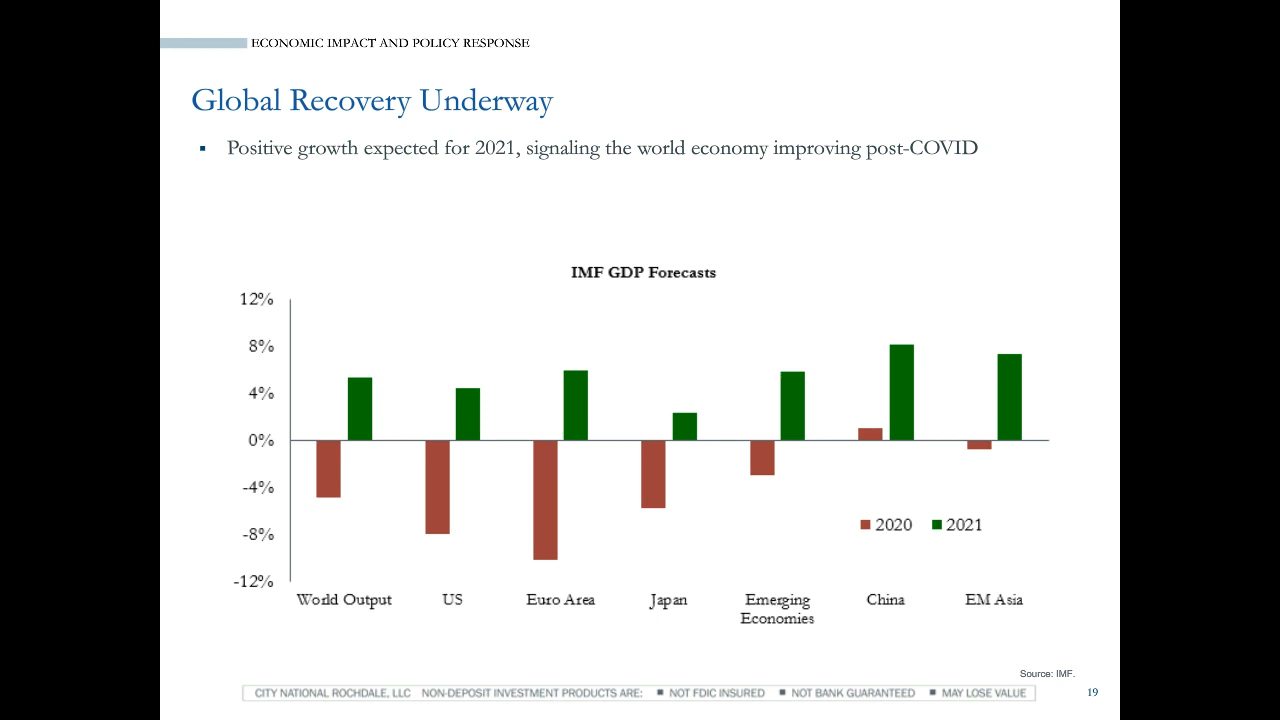 ECONOMIC IMPACT AND POLICY RESPONSE
Global Recovery Underway
▪ Positive growth expected for 2021, signaling the world economy improving post-COVID
IMF GDP Forecasts
12%
8%
4%
0%
-4%
-8%
-12%
2020 2021
World Output US Euro Area Japan Emerging Economies China EM Asia
Source: IMF.
CITY NATIONAL ROCHDALE, LLC NON-DEPOSIT INVESTMENT PRODUCTS ARE: ■ NOT FDIC INSURED ■ NOT BANK GUARANTEED ■ MAY LOSE VALUE
19